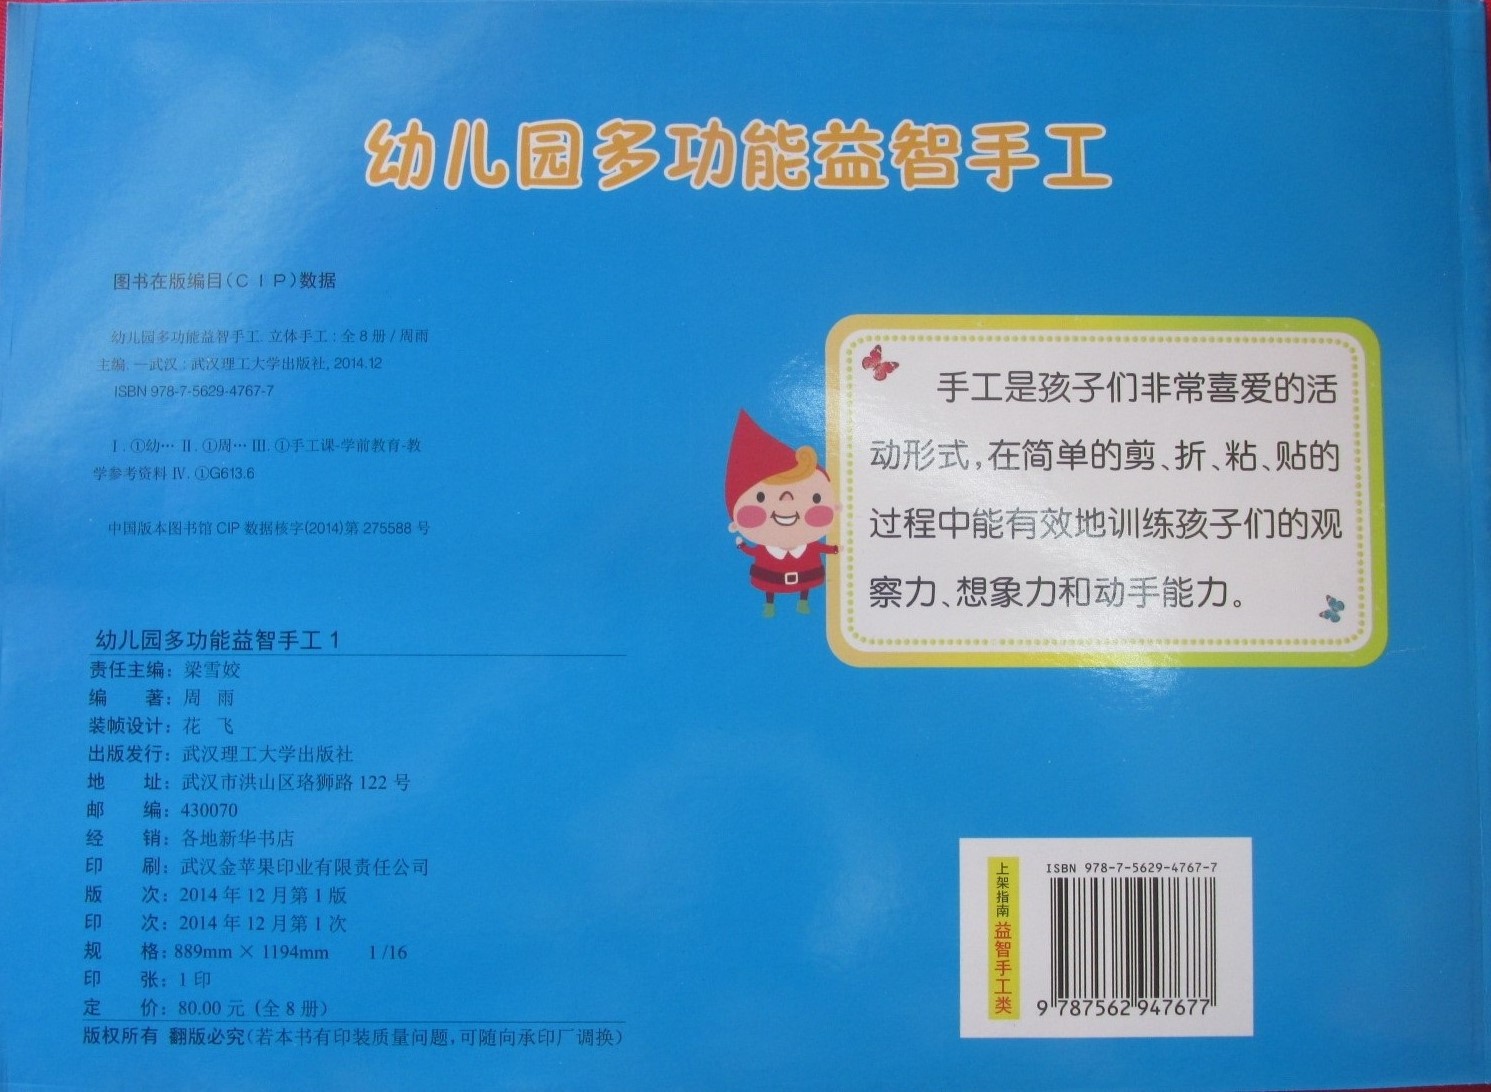 幼儿园多功能益智手工
图书在版编目(CIP)数据
幼儿园多功能益智手工. 立体手工 : 全 8 册 / 周雨
主编. —武汉 : 武汉理工大学出版社, 2014.12
ISBN 978-7-5629-4767-7
Ⅰ. ①幼… Ⅱ. ①周… Ⅲ. ①手工课-学前教育-教
学参考资料 Ⅳ. ①G613.6
中国版本图书馆 CIP 数据核字(2014)第 275588 号
幼儿园多功能益智手工 1
责任主编: 梁雪姣
编 著: 周 雨
装帧设计: 花 飞
出版发行: 武汉理工大学出版社
地 址: 武汉市洪山区珞狮路 122 号
邮 编: 430070
经 销: 各地新华书店
印 刷: 武汉金苹果印业有限责任公司
版 次: 2014 年 12 月第 1 版
印 次: 2014 年 12 月第 1 次
规 格: 889mm × 1194mm 1/16
印 张: 1 印
定 价: 80.00 元 (全 8 册)
版权所有 翻版必究(若本书有印装质量问题,可随向承印厂调换)
手工是孩子们非常喜爱的活
动形式,在简单的剪、折、粘、贴的
过程中能有效地训练孩子们的观
察力、想象力和动手能力。
上架指南 益智手工类
ISBN 978-7-5629-4767-7
9 787562 947677